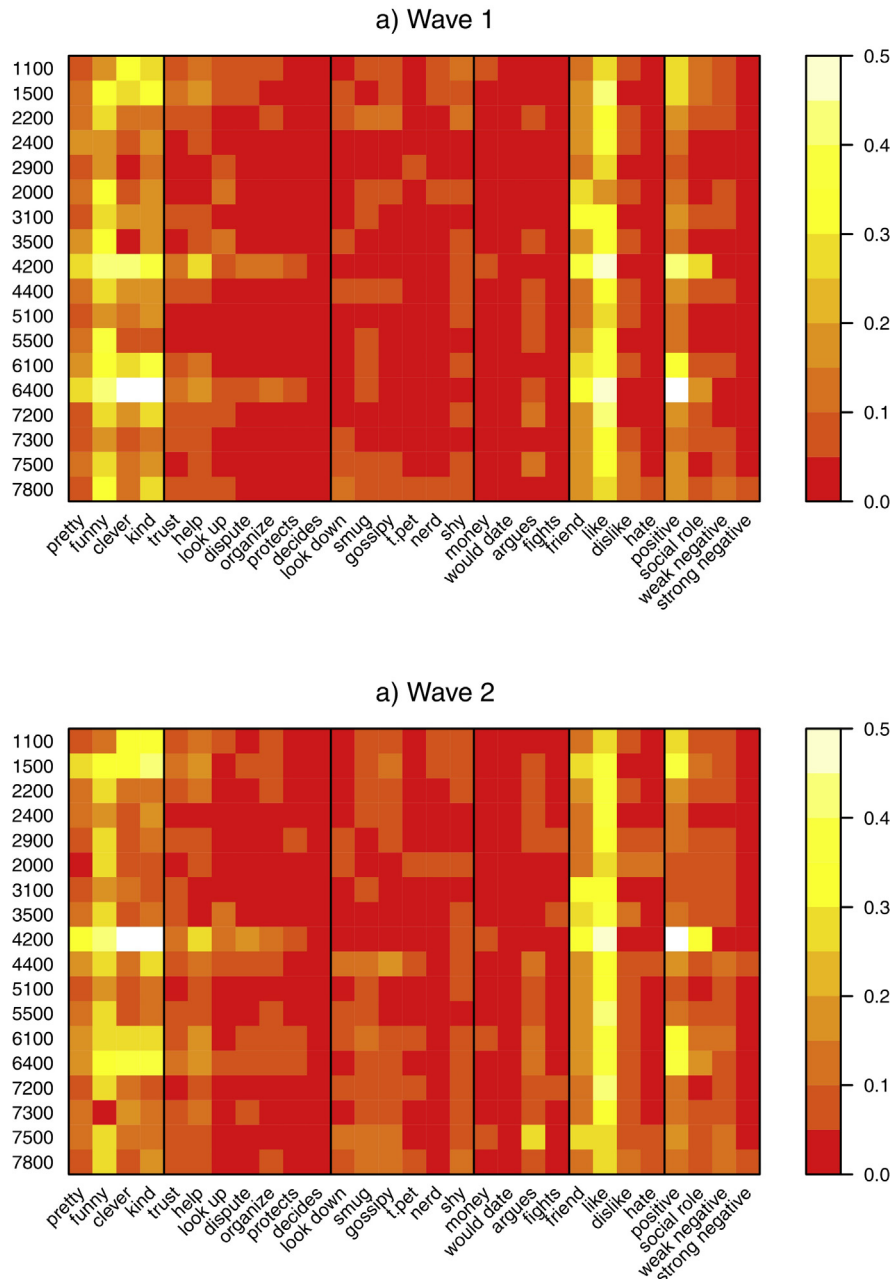 a) Wave 1
1100
1500
2200
2400
2900
2000
3100
3500
4200
4400
5100
5500
6100
6400
7200
7300
7500
7800
0.5
0.4
0.3
0.2
0.1
0.0
pretty
funny
clever
kind
trust
help
look up
dispute
organize
protects
decides
look down
smug
gossipy
t.pet
nerd
shy
money
would date
argues
fights
friend
like
dislike
hate
positive
social role
weak negative
strong negative
a) Wave 2
1100
1500
2200
2400
2900
2000
3100
3500
4200
4400
5100
5500
6100
6400
7200
7300
7500
7800
0.5
0.4
0.3
0.2
0.1
0.0
pretty
funny
clever
kind
trust
help
look up
dispute
organize
protects
decides
look down
smug
gossipy
t.pet
nerd
shy
money
would date
argues
fights
friend
like
dislike
hate
positive
social role
weak negative
strong negative